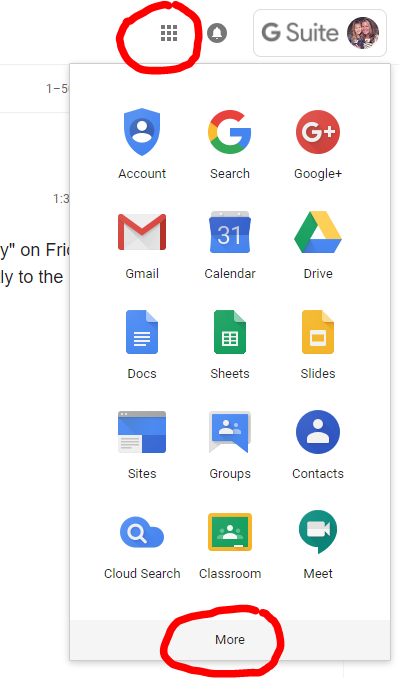 G Suite
1–50
Account Search Google+
1:3
y" on Fri
ly to the
31
Gmail Calendar Drive
Docs Sheets Slides
Sites Groups Contacts
Cloud Search Classroom Meet
More